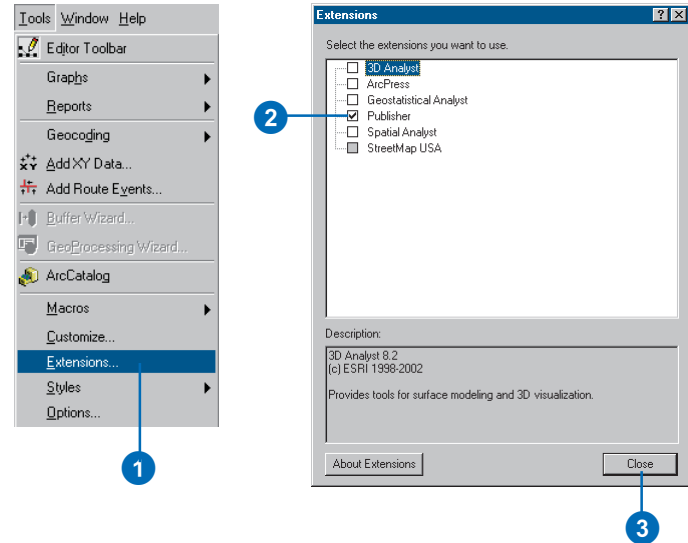 Tools Window Help
Editor Toolbar
Graphs
Reports
Geocoding
Add XY Data...
Add Route Events...
Buffer Wizard...
GeoProcessing Wizard...
ArcCatalog
Macros
Customize...
Extensions...
Styles
Options...
1
Extensions
Select the extensions you want to use.
3D Analyst
ArcPress
Geostatistical Analyst
2
Publisher
Spatial Analyst
StreetMap USA
Description:
3D Analyst 8.2
(c) ESRI 1998-2002
Provides tools for surface modeling and 3D visualization.
About Extensions
Close
3